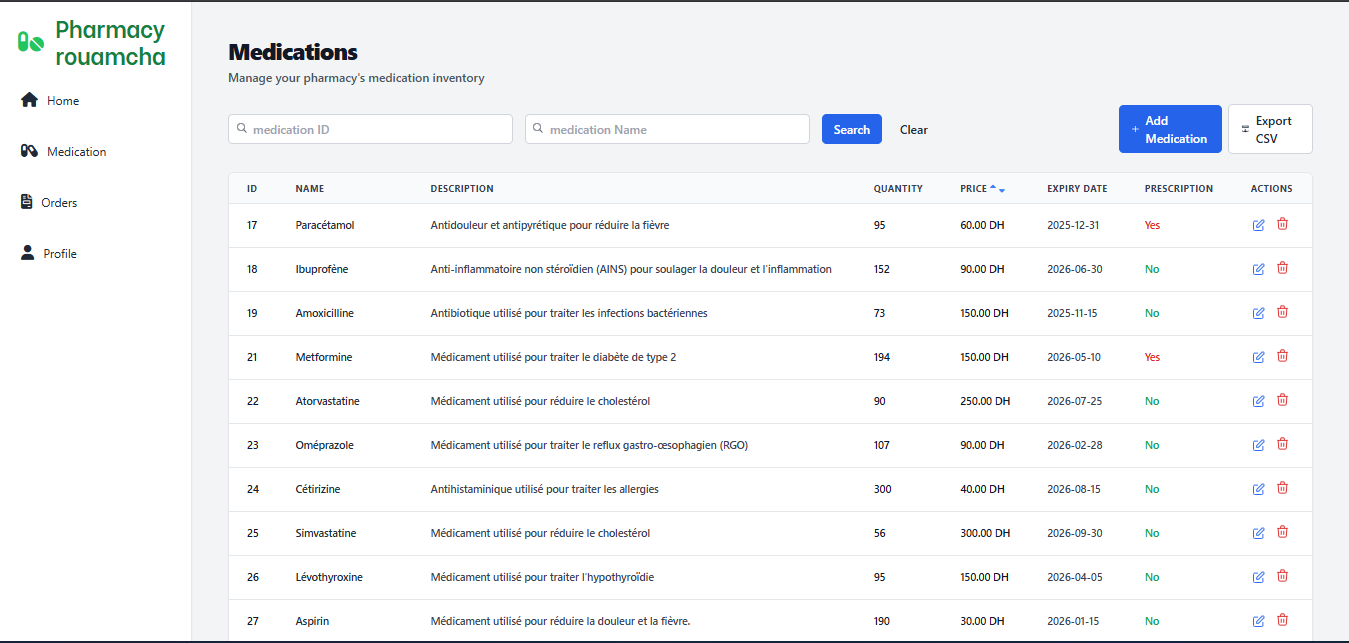 Pharmacy
rouamcha
Home
Medication
Orders
Profile
Medications
Manage your pharmacy's medication inventory
medication ID
medication Name
Search
Clear
+ Add
Medication
Export
CSV
ID NAME DESCRIPTION QUANTITY PRICE EXPIRY DATE PRESCRIPTION ACTIONS
17 Paracétamol Antidouleur et antipyrétique pour réduire la fièvre 95 60.00 DH 2025-12-31 Yes
18 Ibuprofène Anti-inflammatoire non stéroïdien (AINS) pour soulager la douleur et l'inflammation 152 90.00 DH 2026-06-30 No
19 Amoxicilline Antibiotique utilisé pour traiter les infections bactériennes 73 150.00 DH 2025-11-15 No
21 Metformine Médicament utilisé pour traiter le diabète de type 2 194 150.00 DH 2026-05-10 Yes
22 Atorvastatine Médicament utilisé pour réduire le cholestérol 90 250.00 DH 2026-07-25 No
23 Oméprazole Médicament utilisé pour traiter le reflux gastro-œsophagien (RGO) 107 90.00 DH 2026-02-28 No
24 Cétirizine Antihistaminique utilisé pour traiter les allergies 300 40.00 DH 2026-08-15 No
25 Simvastatine Médicament utilisé pour réduire le cholestérol 56 300.00 DH 2026-09-30 No
26 Lévothyroxine Médicament utilisé pour traiter l'hypothyroïdie 95 150.00 DH 2026-04-05 No
27 Aspirin Médicament utilisé pour réduire la douleur et la fièvre. 190 30.00 DH 2026-01-15 No